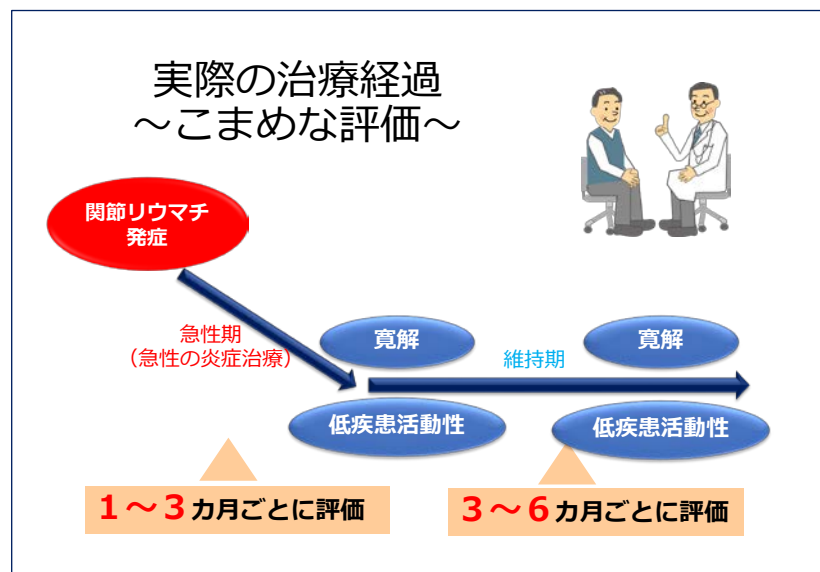 実際の治療経過
～こまめな評価～
関節リウマチ
発症
急性期
（急性の炎症治療）
寛解
維持期
寛解
低疾患活動性
低疾患活動性
１～３カ月ごとに評価
３～６カ月ごとに評価